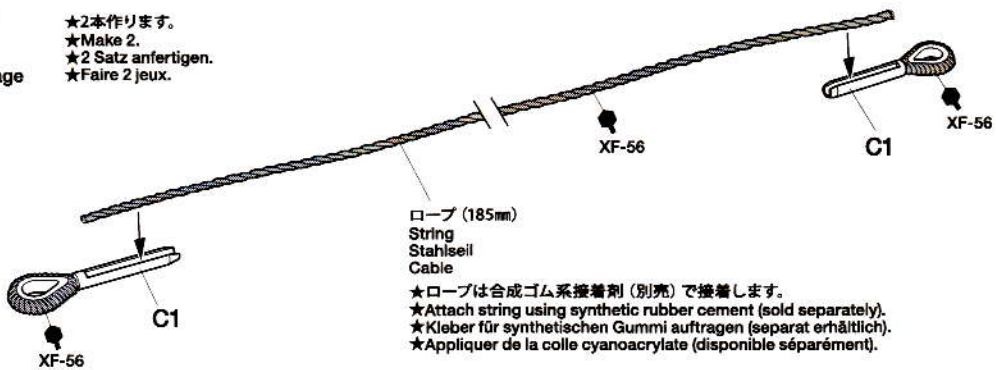 ★2本作ります。
★Make 2.
★2 Satz anfertigen.
age ★Faire 2 jeux.
XF-56
C1
XF-56
ロープ (185mm)
String
Stahlseil
Cable
★ロープは合成ゴム系接着剤 (別売) で接着します。
★Attach string using synthetic rubber cement (sold separately).
★Kleber für synthetischen Gummi auftragen (separat erhältlich).
★Appliquer de la colle cyanoacrylate (disponible séparément).
C1
XF-56